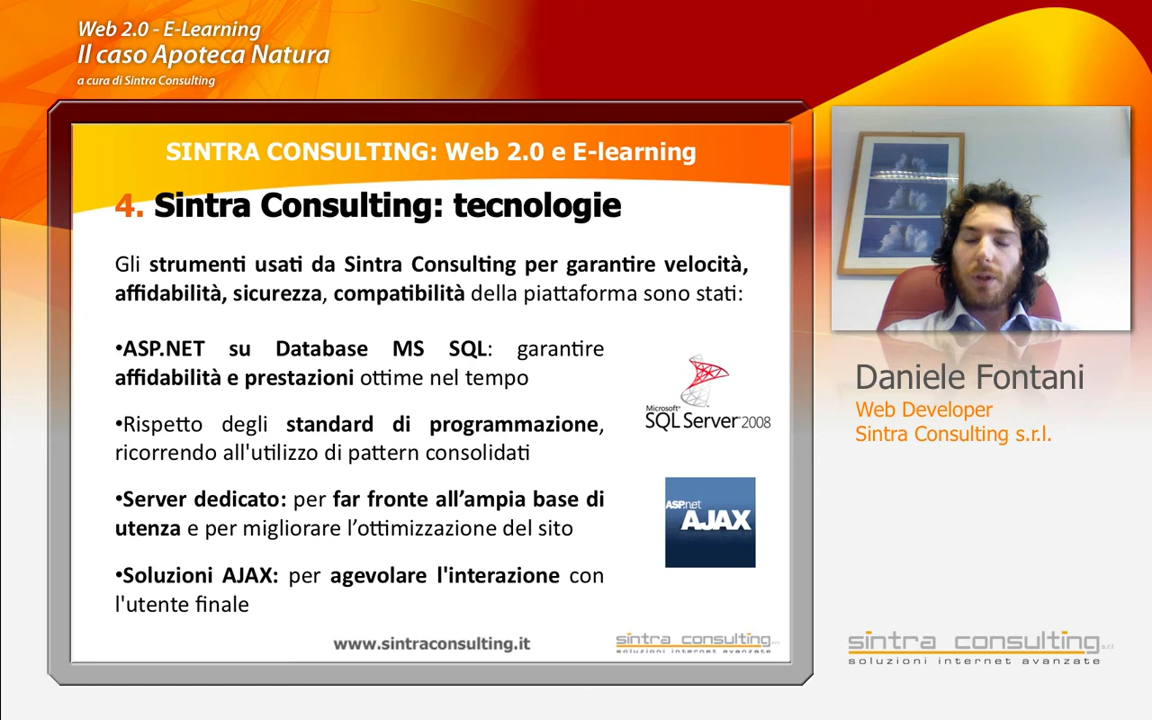 Web 2.0 - E-Learning
Il caso Apoteca Natura
a cura di Sintra Consulting
SINTRA CONSULTING: Web 2.0 e E-learning
4. Sintra Consulting: tecnologie
Gli strumenti usati da Sintra Consulting per garantire velocità,
affidabilità, sicurezza, compatibilità della piattaforma sono stati:
•ASP.NET su Database MS SQL: garantire
affidabilità e prestazioni ottime nel tempo
•Rispetto degli standard di programmazione,
ricorrendo all'utilizzo di pattern consolidati
•Server dedicato: per far fronte all’ampia base di
utenza e per migliorare l’ottimizzazione del sito
•Soluzioni AJAX: per agevolare l'interazione con
l'utente finale
Microsoft®
SQL Server® 2008
ASP.net
AJAX
www.sintraconsulting.it
sintra consulting s.r.l.
soluzioni internet avanzate
Daniele Fontani
Web Developer
Sintra Consulting s.r.l.
sintra consulting s.r.l.
soluzioni internet avanzate